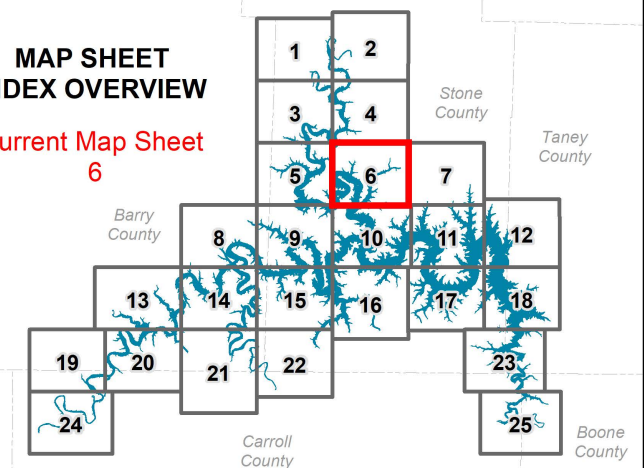 MAP SHEET
NDEX OVERVIEW
urrent Map Sheet
6
1
2
3
4
Stone
County
Taney
County
5
6
7
Barry
County
8
9
10
11
12
13
14
15
16
17
18
19
20
21
22
23
24
25
Carroll
County
Boone
County